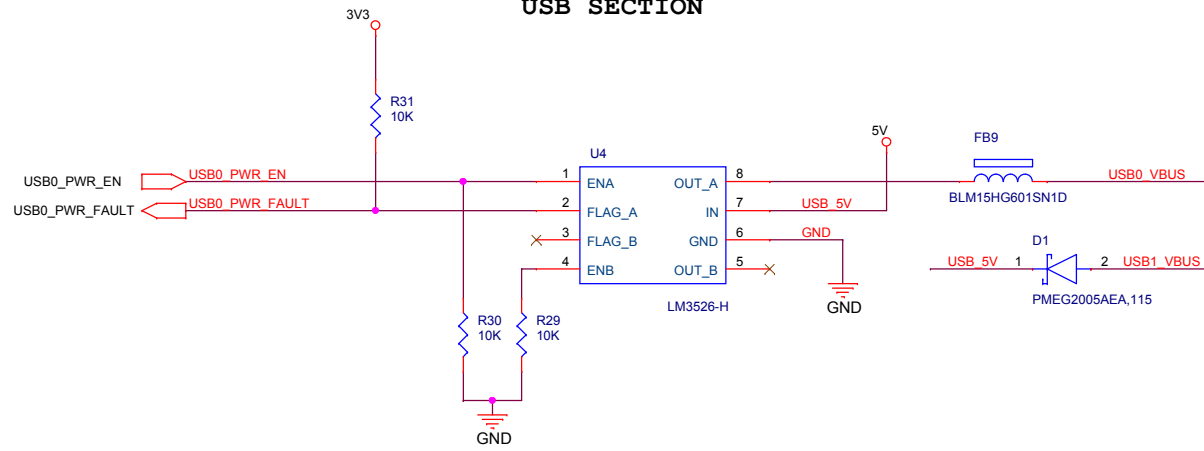 USB SECTION
3V3
R31
10K
USB0_PWR_EN
USB0_PWR_EN
USB0_PWR_FAULT
USB0_PWR_FAULT
U4
1
ENA
OUT_A
8
2
FLAG_A
IN
7
USB_5V
5V
3
FLAG_B
GND
6
GND
4
ENB
OUT_B
5
LM3526-H
GND
FB9
BLM15HG601SN1D
USB0_VBUS
D1
USB_5V
1
2
USB1_VBUS
PMEG2005AEA,115
R30
10K
R29
10K
GND